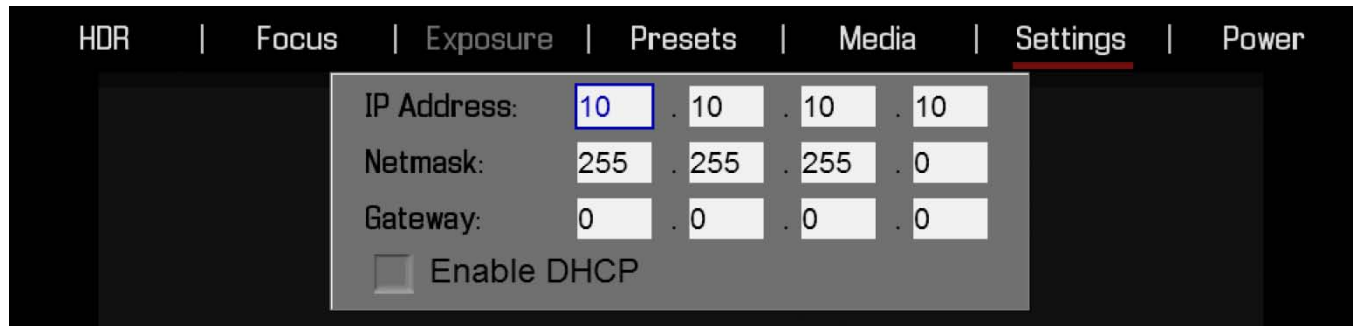 HDR | Focus | Exposure | Presets | Media | Settings | Power
IP Address: 10 . 10 . 10 . 10
Netmask: 255 . 255 . 255 . 0
Gateway: 0 . 0 . 0 . 0
Enable DHCP